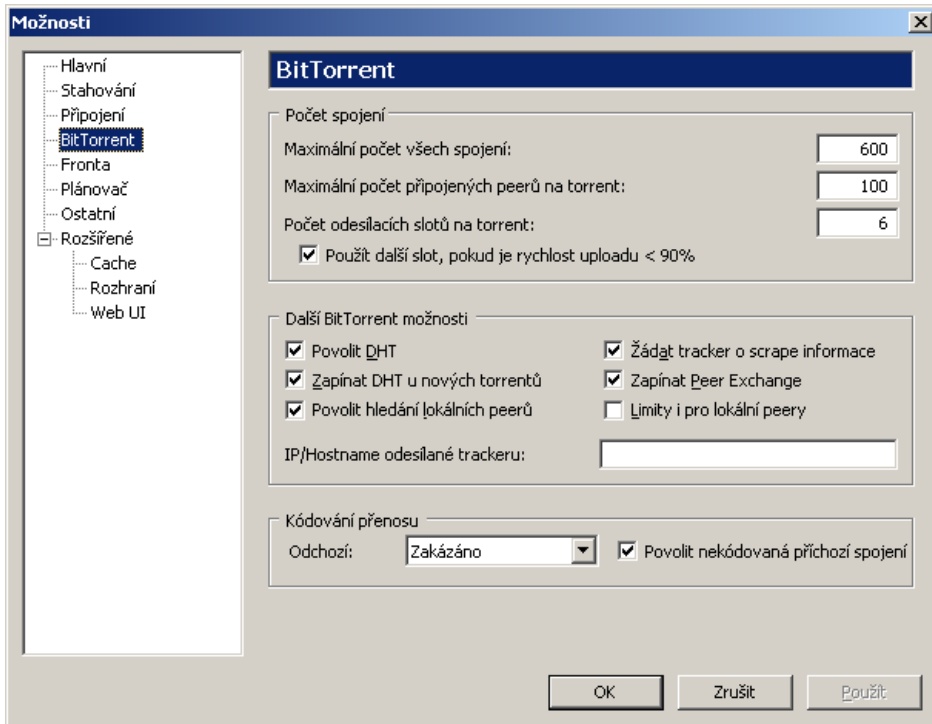 Možnosti
Hlavní
Stahování
Připojení
BitTorrent
Fronta
Plánovač
Ostatní
Rozšířené
Cache
Rozhraní
Web UI
BitTorrent
Počet spojení
Maximální počet všech spojení: 600
Maximální počet připojených peerů na torrent: 100
Počet odesílacích slotů na torrent: 6
Použít další slot, pokud je rychlost uploadu < 90%
Další BitTorrent možnosti
Povolit DHT
Žádat tracker o scrape informace
Zapínat DHT u nových torrentů
Zapínat Peer Exchange
Povolit hledání lokálních peerů
Limity i pro lokální peery
IP/Hostname odesílané trackeru:
Kódování přenosu
Odchozí: Zakázáno
Povolit nekódovaná příchozí spojení
OK
Zrušit
Použít